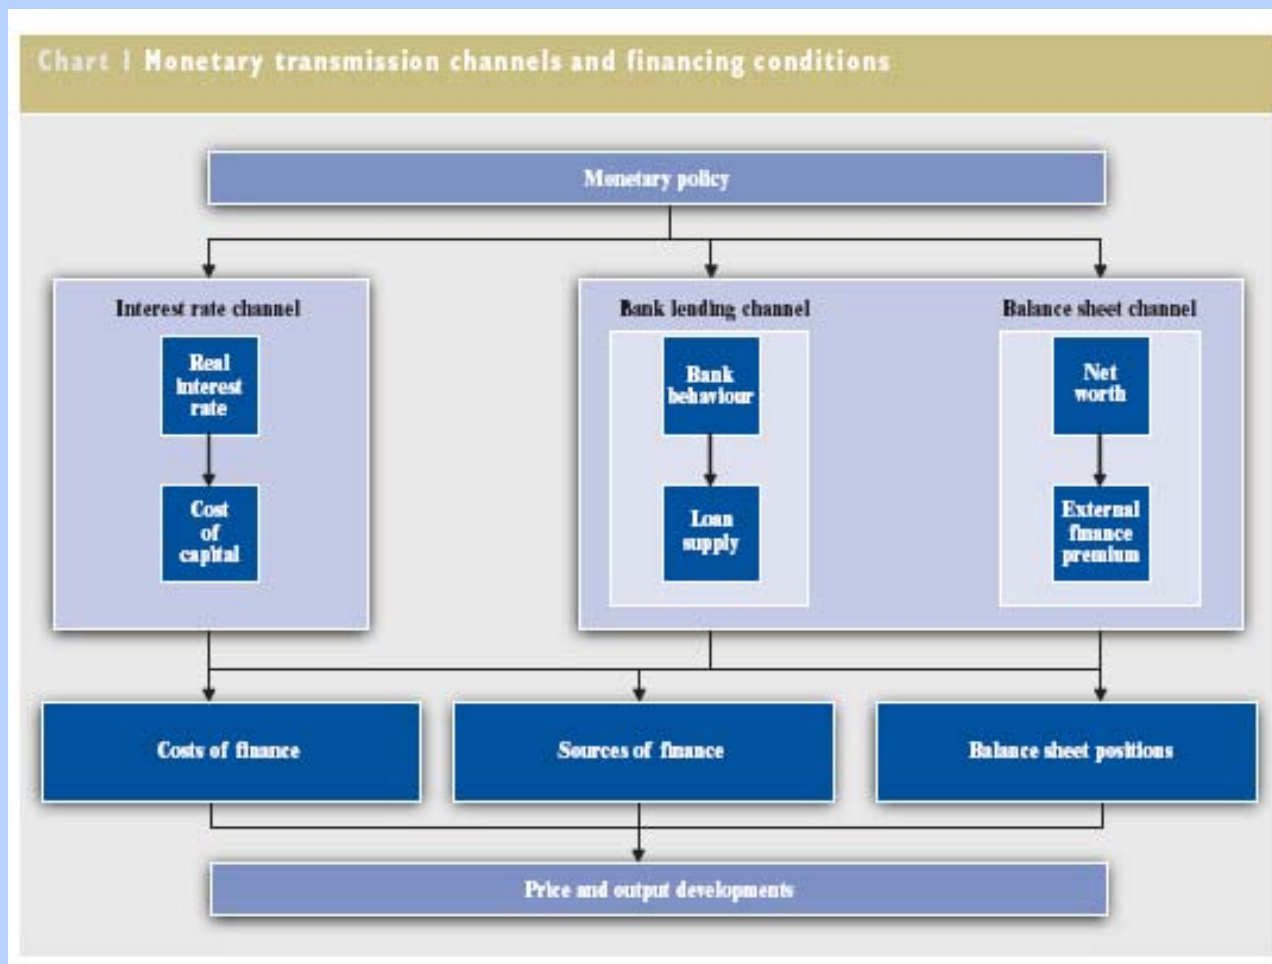 Chart 1 Monetary transmission channels and financing conditions
Monetary policy
Interest rate channel
Real
interest
rate
Cost
of
capital
Bank lending channel
Bank
behaviour
Loan
supply
Balance sheet channel
Net
worth
External
finance
premium
Costs of finance
Sources of finance
Balance sheet positions
Price and output developments